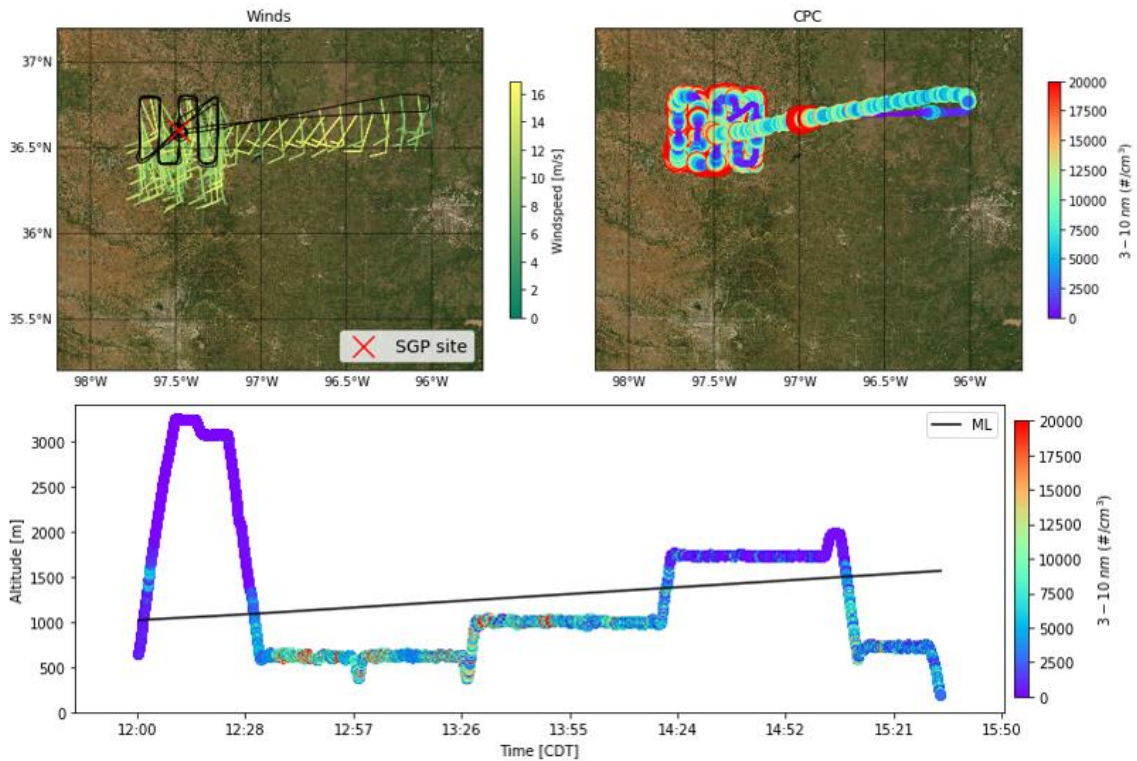 Winds
CPC
37°N
36.5°N
36°N
35.5°N
98°W
97.5°W
97°W
96.5°W
96°W
SGP site
16
14
12
10
8
6
4
2
0
Windspeed [m/s]
98°W
97.5°W
97°W
96.5°W
96°W
20000
17500
15000
12500
10000
7500
5000
2500
0
3 − 10 nm (#/cm³)
ML
3000
2500
2000
1500
1000
500
0
Altitude [m]
12:00
12:28
12:57
13:26
13:55
14:24
14:52
15:21
15:50
Time [CDT]
20000
17500
15000
12500
10000
7500
5000
2500
0
3 − 10 nm (#/cm³)